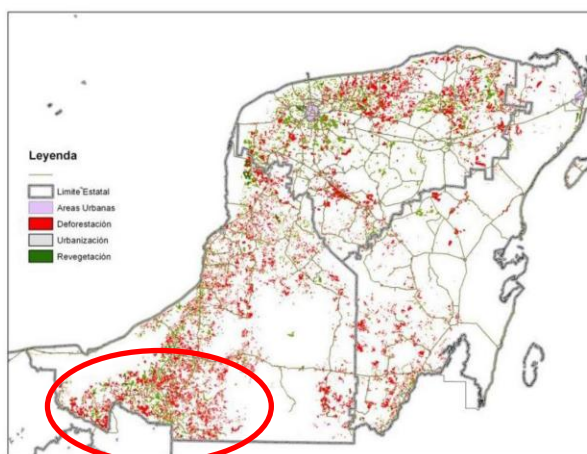 Leyenda
Limite Estatal
Areas Urbanas
Deforestación
Urbanización
Revegetación